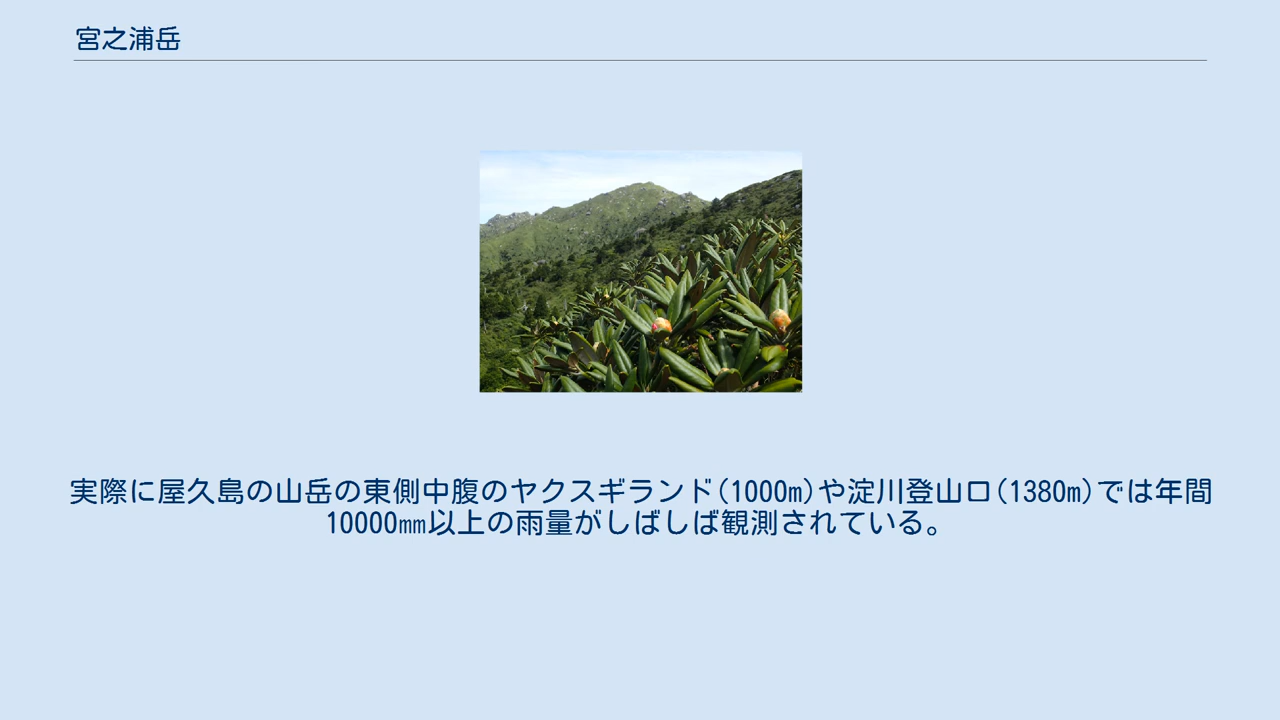 宮之浦岳
実際に屋久島の山岳の東側中腹のヤクスギランド(1000m)や淀川登山口(1380m)では年間
10000㎜以上の雨量がしばしば観測されている。